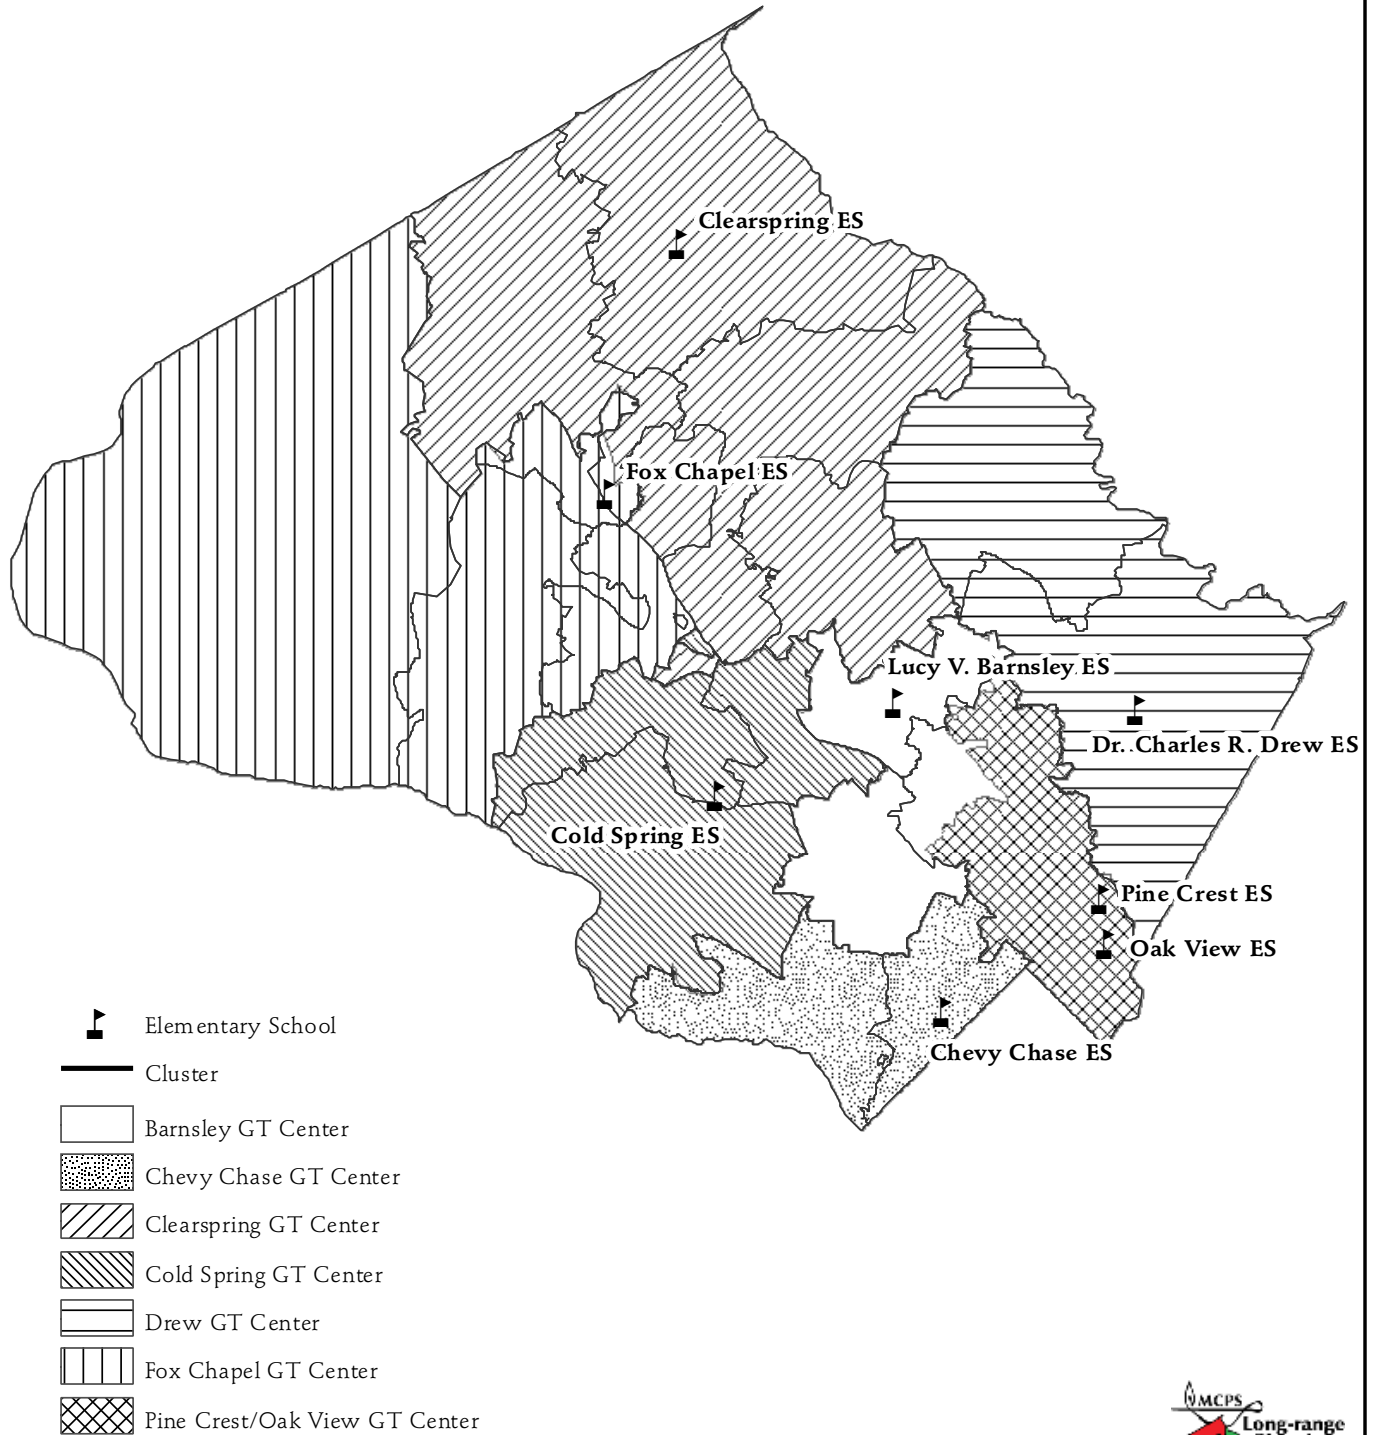 Clearspring ES
Fox Chapel ES
Lucy V. Barnsley ES
Dr. Charles R. Drew ES
Cold Spring ES
Pine Crest ES
Oak View ES
Chevy Chase ES
Elementary School
Cluster
Barnsley GT Center
Chevy Chase GT Center
Clearspring GT Center
Cold Spring GT Center
Drew GT Center
Fox Chapel GT Center
Pine Crest/Oak View GT Center
MCPS
Long-range